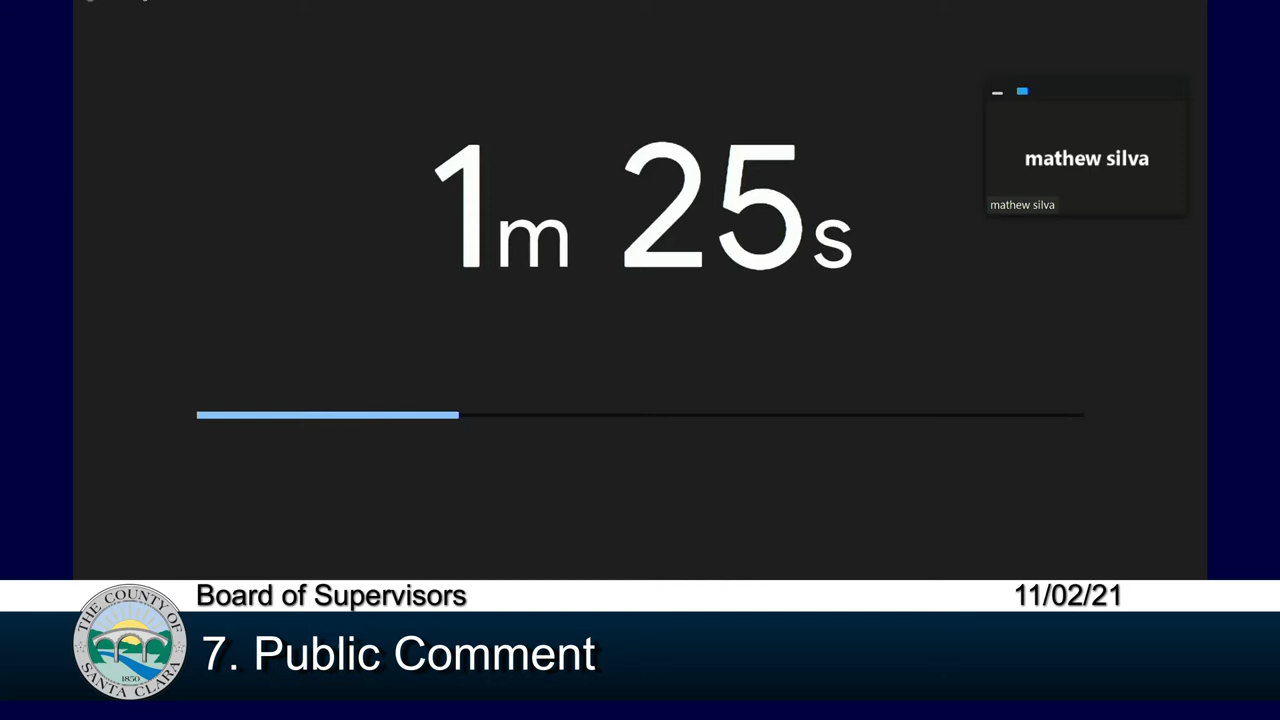 1m 25s
mathew silva
mathew silva
Board of Supervisors
11/02/21
7. Public Comment
THE COUNTY OF
SANTA CLARA
1850